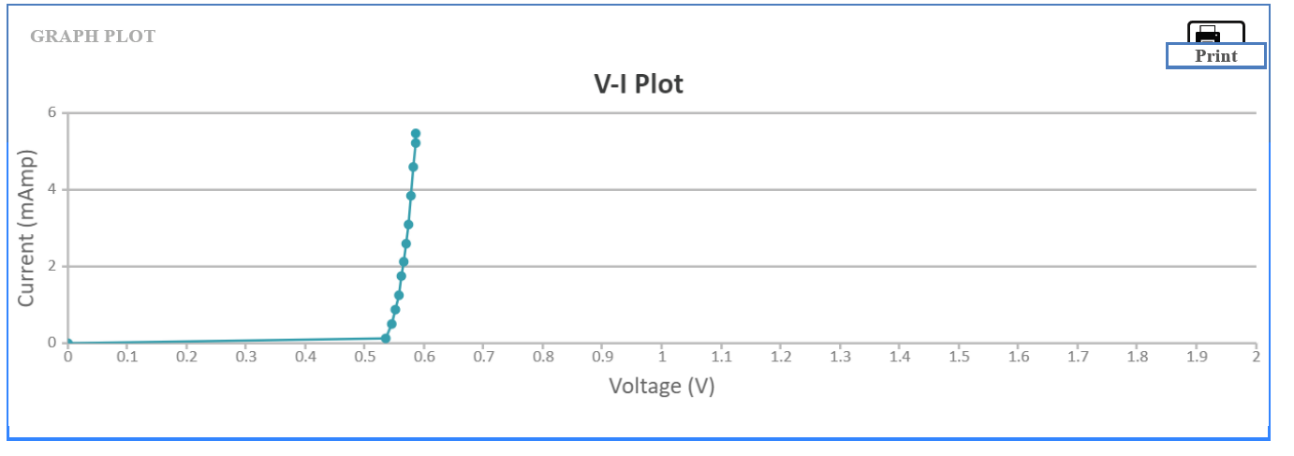 GRAPH PLOT
Print
V-I Plot
6
4
2
0
Current (mAmp)
0 0.1 0.2 0.3 0.4 0.5 0.6 0.7 0.8 0.9 1 1.1 1.2 1.3 1.4 1.5 1.6 1.7 1.8 1.9 2
Voltage (V)